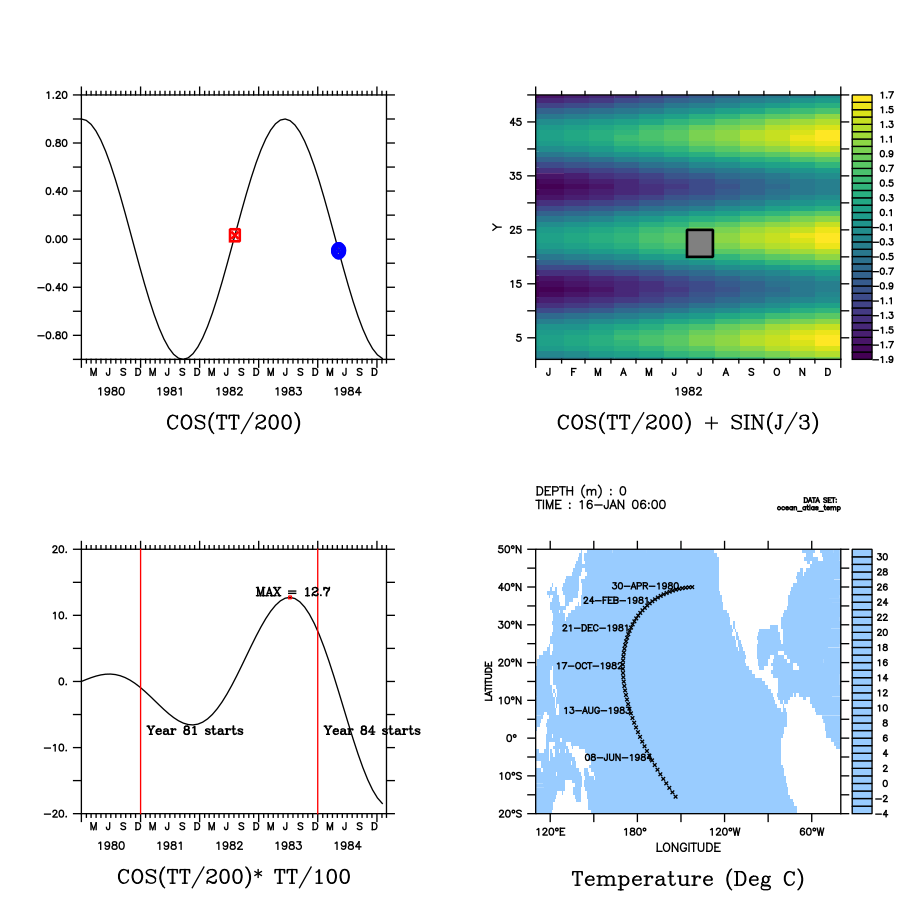 1.20
0.80
0.40
0.00
−0.40
−0.80
M J S D M J S D M J S D M J S D M J S D
1980 1981 1982 1983 1984
COS(TT/200)
45
35
25
15
5
Y
J F M A M J J A S O N D
1982
COS(TT/200) + SIN(J/3)
1.7
1.5
1.3
1.1
0.9
0.7
0.5
0.3
0.1
−0.1
−0.3
−0.5
−0.7
−0.9
−1.1
−1.3
−1.5
−1.7
−1.9
20.
10.
0.
−10.
−20.
MAX = 12.7
Year 81 starts
Year 84 starts
M J S D M J S D M J S D M J S D M J S D
1980 1981 1982 1983 1984
COS(TT/200)* TT/100
DEPTH (m) : 0
TIME : 16−JAN 06:00
DATA SET:
ocean_atlas_temp
50°N
40°N
30°N
20°N
10°N
0°
10°S
20°S
LATITUDE
30−APR−1980
24−FEB−1981
21−DEC−1981
17−OCT−1982
13−AUG−1983
08−JUN−1984
120°E 180° 120°W 60°W
LONGITUDE
Temperature (Deg C)
30
28
26
24
22
20
18
16
14
12
10
8
6
4
2
0
−2
−4